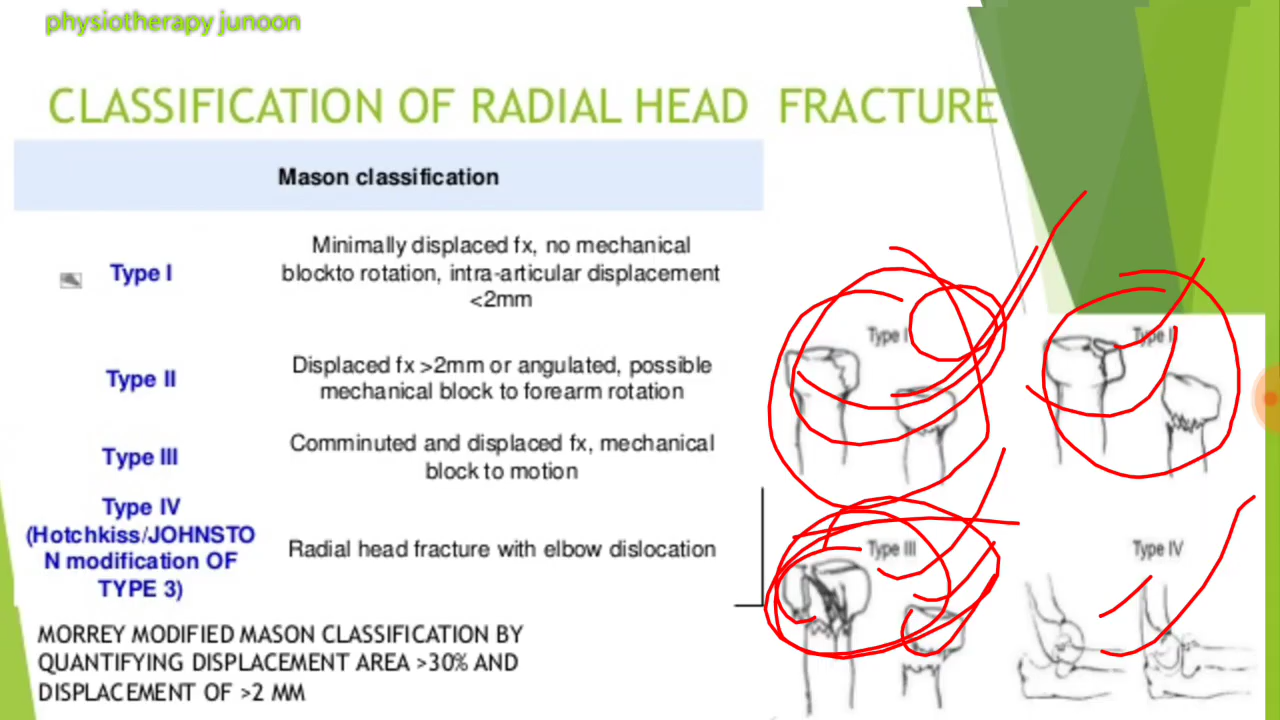 physiotherapy junoon
CLASSIFICATION OF RADIAL HEAD FRACTURE
Mason classification
Type I
Minimally displaced fx, no mechanical
blockto rotation, intra-articular displacement
<2mm
Type II
Displaced fx >2mm or angulated, possible
mechanical block to forearm rotation
Type III
Comminuted and displaced fx, mechanical
block to motion
Type IV
(Hotchkiss/JOHNSTO
N modification OF
TYPE 3)
Radial head fracture with elbow dislocation
MORREY MODIFIED MASON CLASSIFICATION BY
QUANTIFYING DISPLACEMENT AREA >30% AND
DISPLACEMENT OF >2 MM
Type I
Type II
Type III
Type IV